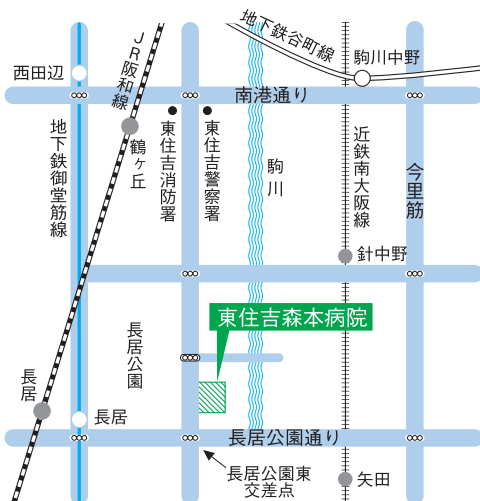 地下鉄谷町線
JR阪和線
駒川中野
西田辺
南港通り
地下鉄御堂筋線
鶴ヶ丘
東住吉消防署
東住吉警察署
駒川
近鉄南大阪線
今里筋
針中野
東住吉森本病院
長居公園
長居
長居
長居公園通り
長居公園東
交差点
矢田